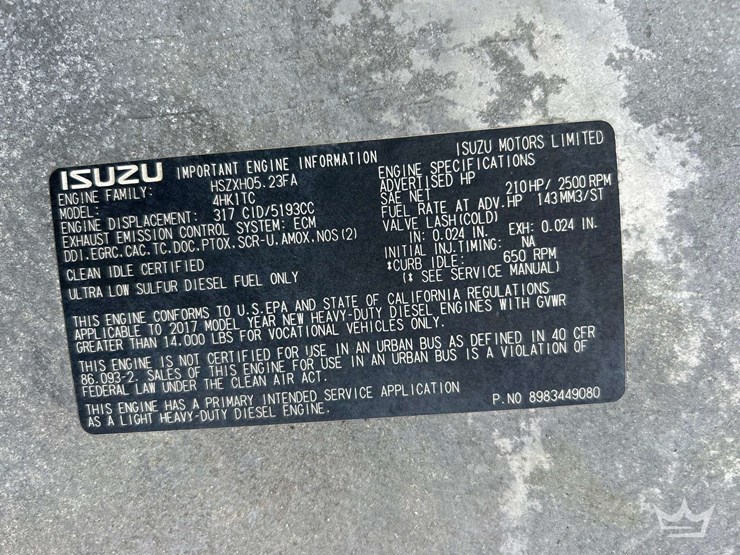 ISUZU IMPORTANT ENGINE INFORMATION
ISUZU MOTORS LIMITED
ENGINE FAMILY: HSZXH05.23FA
MODEL: 4HK1TC
ENGINE DISPLACEMENT: 317 CID/5193CC
EXHAUST EMISSION CONTROL SYSTEM: ECM
DDI.EGRC.CAC.TC.DOC.PTOX.SCR-U.AMOX.NOS(2)
CLEAN IDLE CERTIFIED
ULTRA LOW SULFUR DIESEL FUEL ONLY
ENGINE SPECIFICATIONS
ADVERTISED HP
SAE NET 210HP/ 2500RPM
FUEL RATE AT ADV.HP 143MM3/ST
VALVE LASH(COLD)
IN: 0.024 IN. EXH: 0.024 IN.
INITIAL INJ.TIMING: NA
*CURB IDLE: 650 RPM
(* SEE SERVICE MANUAL)
THIS ENGINE CONFORMS TO U.S.EPA AND STATE OF CALIFORNIA REGULATIONS
APPLICABLE TO 2017 MODEL YEAR NEW HEAVY-DUTY DIESEL ENGINES WITH GVWR
GREATER THAN 14.000 LBS FOR VOCATIONAL VEHICLES ONLY.
THIS ENGINE IS NOT CERTIFIED FOR USE IN AN URBAN BUS AS DEFINED IN 40 CFR
86.093-2. SALES OF THIS ENGINE FOR USE IN AN URBAN BUS IS A VIOLATION OF
FEDERAL LAW UNDER THE CLEAN AIR ACT.
THIS ENGINE HAS A PRIMARY INTENDED SERVICE APPLICATION
AS A LIGHT HEAVY-DUTY DIESEL ENGINE.
P.NO 8983449080